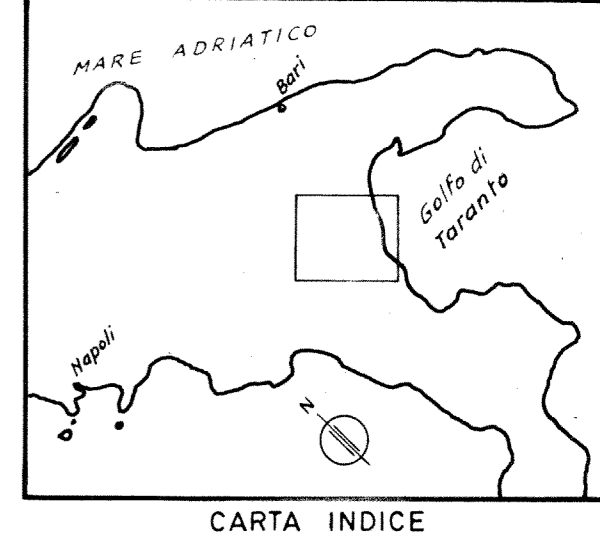 MARE ADRIATICO
Bari
Golfo di
Taranto
Napoli
N
CARTA INDICE